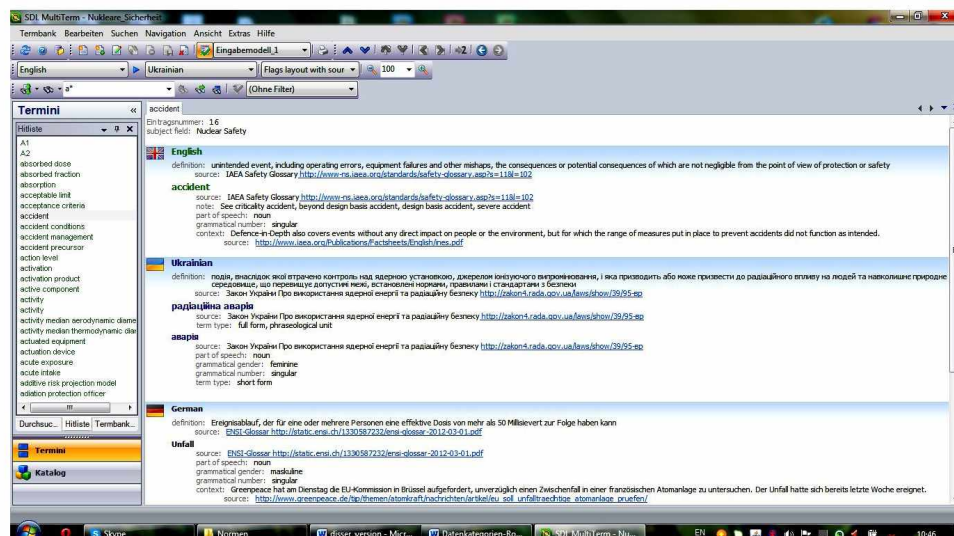 SDL MultiTerm - Nukleare_Sicherheit
Termbank Bearbeiten Suchen Navigation Ansicht Extras Hilfe
Eingabemodell_1
English Ukrainian Flags layout with sour 100
a* (Ohne Filter)
Termini «
Hitliste
A1
A2
absorbed dose
absorbed fraction
absorption
acceptable limit
acceptance criteria
accident
accident conditions
accident management
accident precursor
action level
activation
activation product
active component
activity
activity
activity median aerodynamic diame
activity median thermodynamic diar
actuated equipment
actuation device
acute exposure
acute intake
additive risk projection model
adiation protection officer
Durchsuc... Hitliste Termbank...
Termini
Katalog
accident
Eintragsnummer: 16
subject field: Nuclear Safety
English
definition: unintended event, including operating errors, equipment failures and other mishaps, the consequences or potential consequences of which are not negligible from the point of view of protection or safety
source: IAEA Safety Glossary http://www-ns.iaea.org/standards/safety-glossary.asp?s=11&l=102
accident
source: IAEA Safety Glossary http://www-ns.iaea.org/standards/safety-glossary.asp?s=11&l=102
note: See criticality accident, beyond design basis accident, design basis accident, severe accident
part of speech: noun
grammatical number: singular
context: Defence-in-Depth also covers events without any direct impact on people or the environment, but for which the range of measures put in place to prevent accidents did not function as intended.
source: http://www.iaea.org/Publications/Factsheets/English/ines.pdf
Ukrainian
definition: подія, внаслідок якої втрачено контроль над ядерною установкою, джерелом іонізуючого випромінювання, і яка призводить або може призвести до радіаційного впливу на людей та навколишнє природне
середовище, що перевищує допустимі межі, встановлені нормами, правилами і стандартами з безпеки
source: Закон України Про використання ядерної енергії та радіаційну безпеку http://zakon4.rada.gov.ua/laws/show/39/95-вр
радіаційна аварія
source: Закон України Про використання ядерної енергії та радіаційну безпеку http://zakon4.rada.gov.ua/laws/show/39/95-вр
term type: full form, phraseological unit
аварія
source: Закон України Про використання ядерної енергії та радіаційну безпеку http://zakon4.rada.gov.ua/laws/show/39/95-вр
part of speech: noun
grammatical gender: feminine
grammatical number: singular
term type: short form
German
definition: Ereignisablauf, der für eine oder mehrere Personen eine effektive Dosis von mehr als 50 Millisievert zur Folge haben kann
source: ENSI-Glossar http://static.ensi.ch/1330587232/ensi-glossar-2012-03-01.pdf
Unfall
source: ENSI-Glossar http://static.ensi.ch/1330587232/ensi-glossar-2012-03-01.pdf
part of speech: noun
grammatical gender: maskuline
grammatical number: singular
context: Greenpeace hat am Dienstag die EU-Kommission in Brüssel aufgefordert, unverzüglich einen Zwischenfall in einer französischen Atomanlage zu untersuchen. Der Unfall hatte sich bereits letzte Woche ereignet.
source: http://www.greenpeace.de/tip/themen/atomkraft/nachrichten/artikel/eu_soll_unfalltraechtige_atomanlage_pruefen/
Skype Normen disser_version - Micr... Datenkategorien-Ro... SDL MultiTerm - Nu... EN 10:46